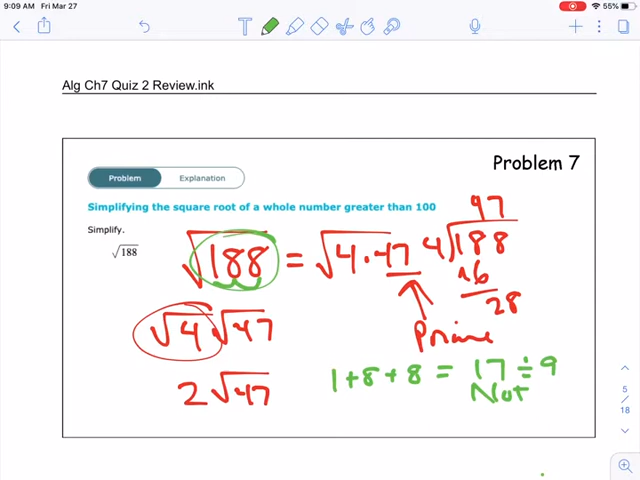 9:09 AM Fri Mar 27
55%
T
Alg Ch7 Quiz 2 Review.ink
Problem 7
Problem Explanation
Simplifying the square root of a whole number greater than 100
Simplify.
√188
√188 = √4·47
47
4 188
16
28
√4 √47
Prime
1+8+8 = 17 ÷ 9
Not
2√47
5
/
18